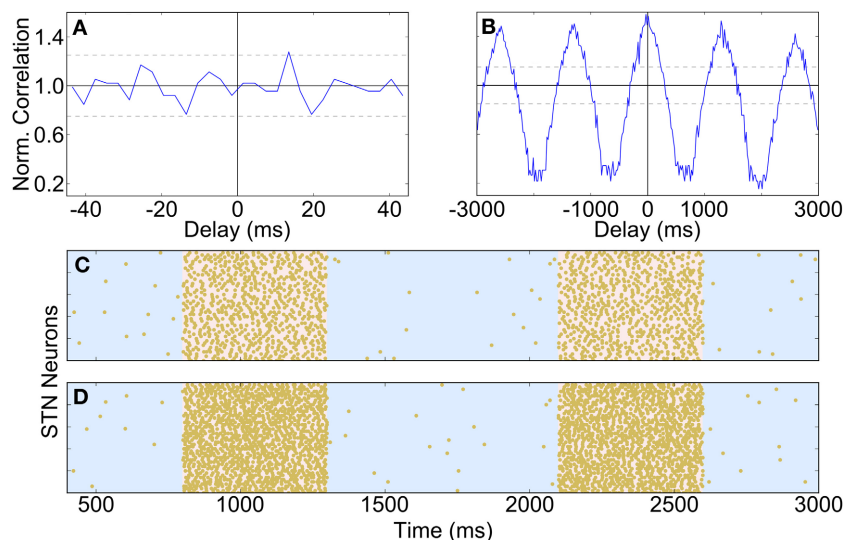 A
B
1.4
1.0
0.6
0.2
Norm. Correlation
-40 -20 0 20 40
Delay (ms)
-3000 -1000 0 1000 3000
Delay (ms)
C
D
STN Neurons
500 1000 1500 2000 2500 3000
Time (ms)